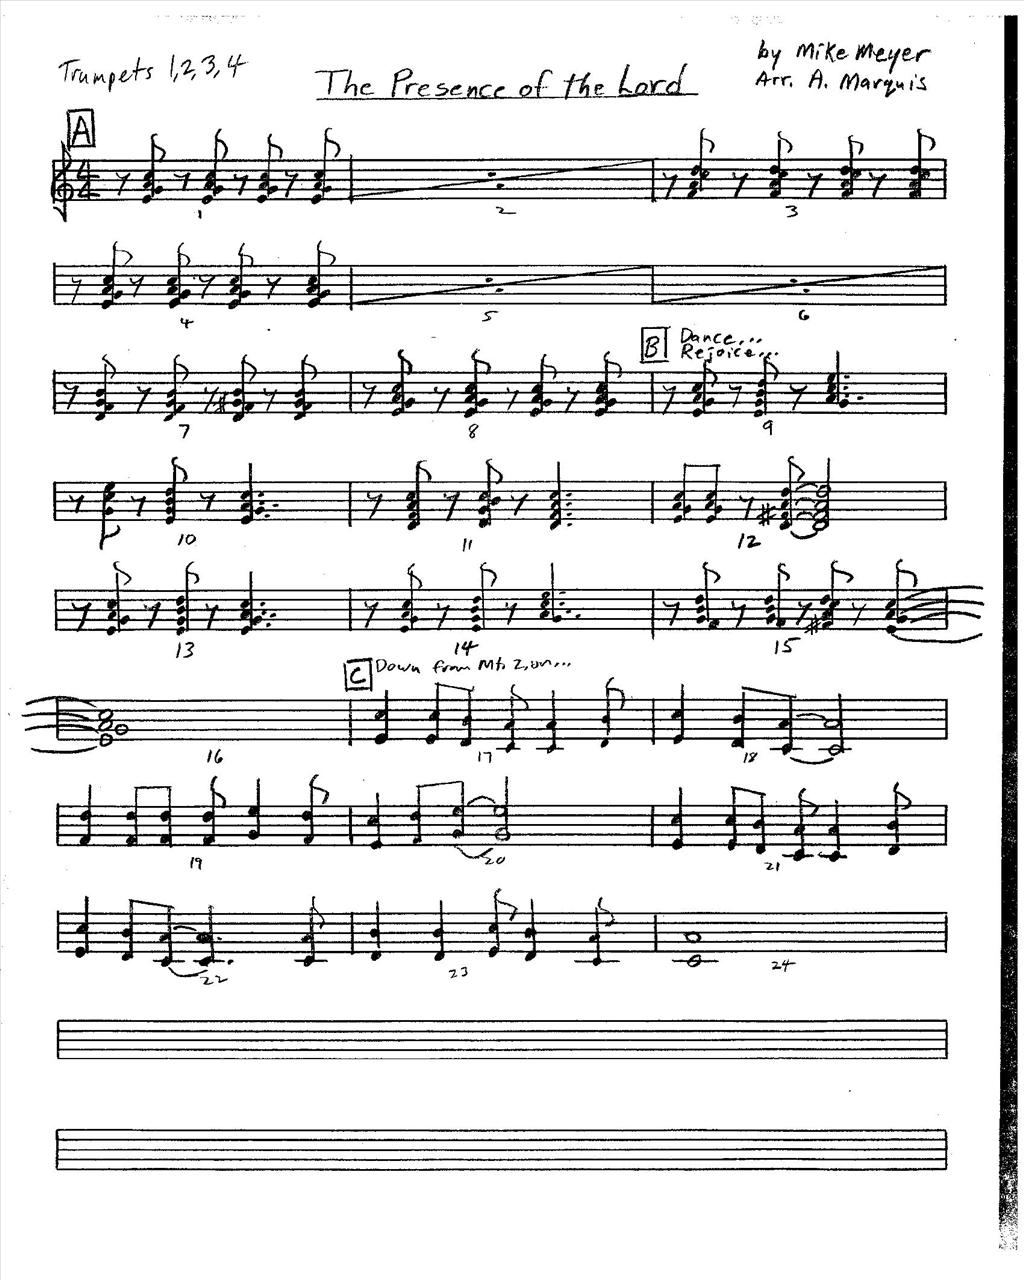 Trumpets 1,2,3,4
The Presence of the Lord
by Mike Meyer
Arr. A. Marquis
A
4
4
1
2
3
4
5
6
B
Dance...
Rejoice...
7
8
9
10
11
12
13
14
15
C
Down from Mt. Zion...
16
17
18
19
20
21
22
23
24